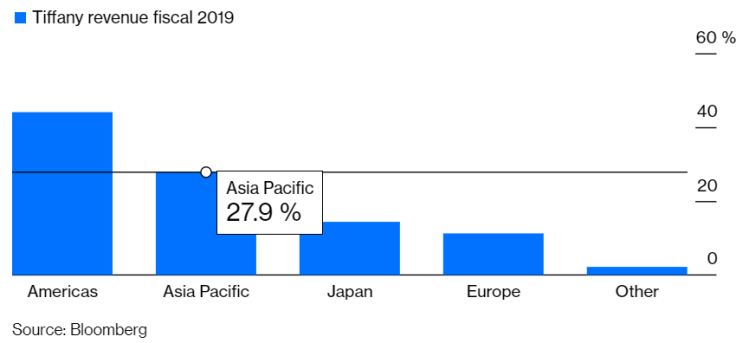 Tiffany revenue fiscal 2019
60 %
40
Asia Pacific
27.9 %
20
0
Americas
Asia Pacific
Japan
Europe
Other
Source: Bloomberg